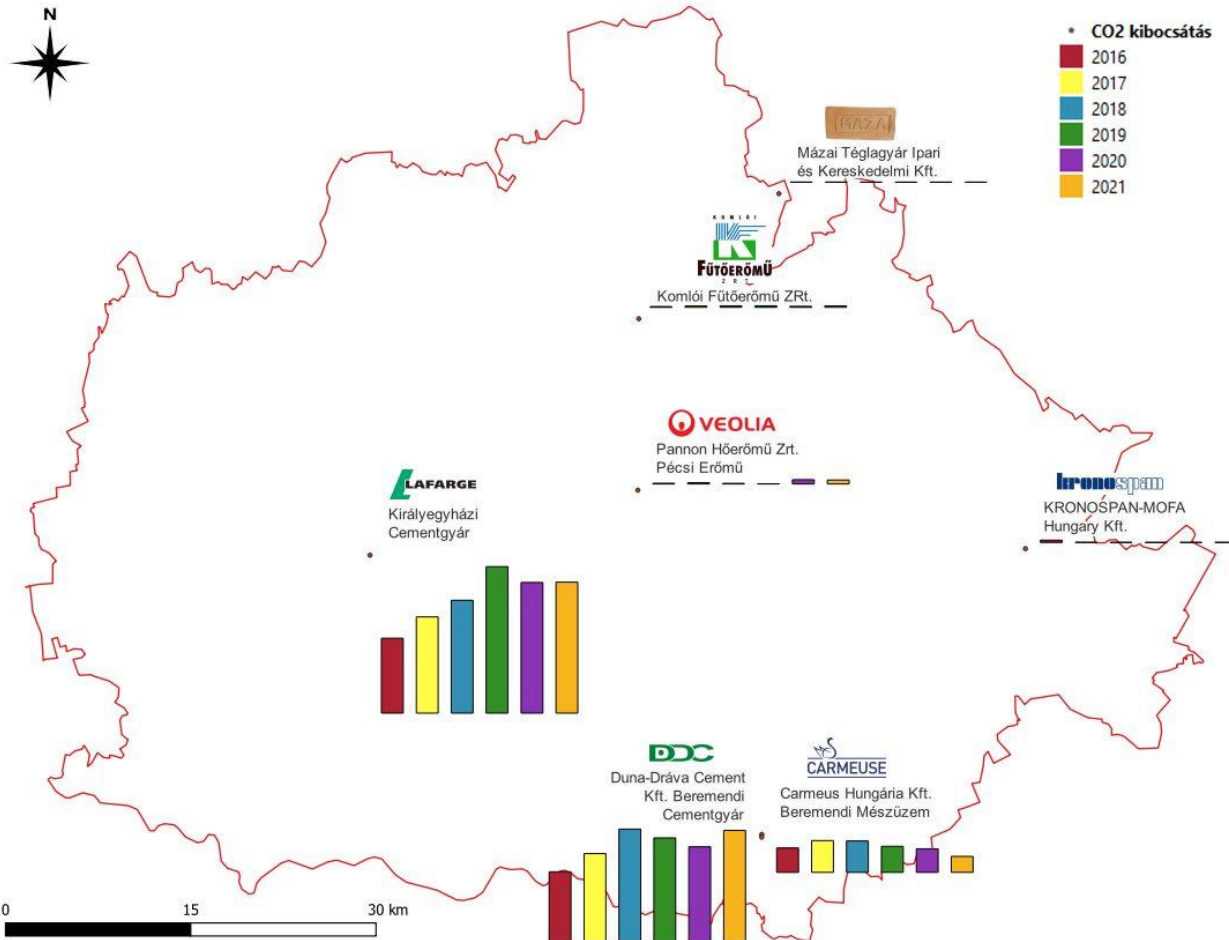 N
CO2 kibocsátás
2016
2017
2018
2019
2020
2021
MÁZA
Mázai Téglagyár Ipari
és Kereskedelmi Kft.
KOMLÓI
FŰTŐERŐMŰ
ZRT
Komlói Fűtőerőmű ZRt.
VEOLIA
Pannon Hőerőmű Zrt.
Pécsi Erőmű
LAFARGE
Királyegyházi
Cementgyár
kronospan
KRONOSPAN-MOFA
Hungary Kft.
DDC
Duna-Dráva Cement
Kft. Beremendi
Cementgyár
CARMEUSE
Carmeus Hungária Kft.
Beremendi Mészüzem
0 15 30 km